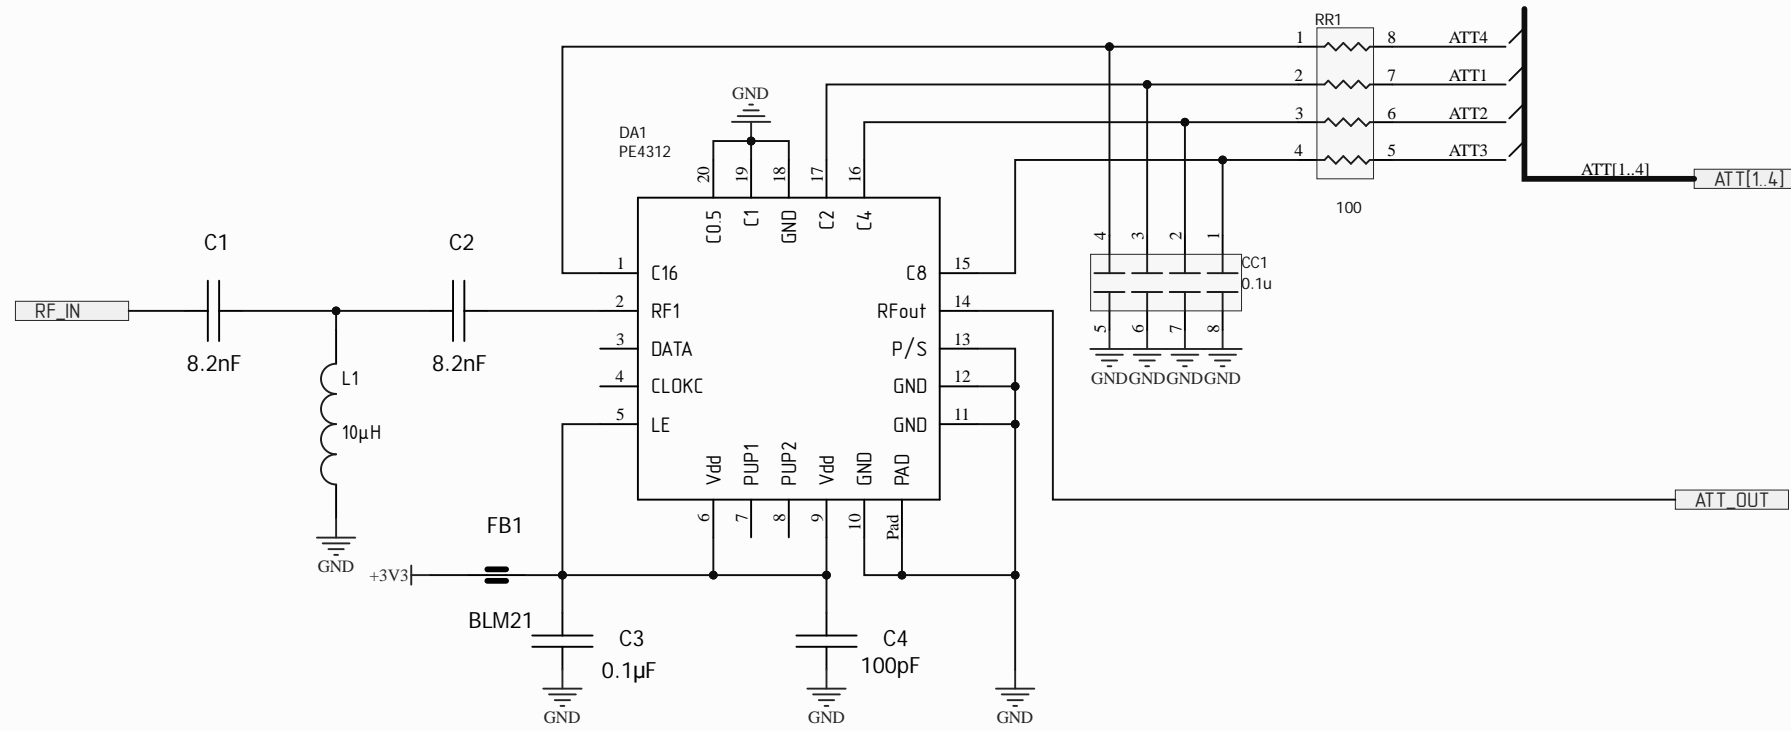 RR1
1 8 ATT4
2 7 ATT1
3 6 ATT2
4 5 ATT3
100
ATT[1..4]
ATT[1..4]
GND
DA1
PE4312
20 19 18 17 16
C0.5 C1 GND C2 C4
1 C16
2 RF1
3 DATA
4 CLOKC
5 LE
C8 15
RFout 14
P/S 13
GND 12
GND 11
Vdd PUP1 PUP2 Vdd GND PAD
6 7 8 9 10 Pad
C1
8.2nF
C2
8.2nF
RF_IN
L1
10µH
GND
4 3 2 1
CC1
0.1u
5 6 7 8
GND GND GND GND
ATT_OUT
FB1
+3V3
BLM21
C3
0.1µF
GND
C4
100pF
GND
GND